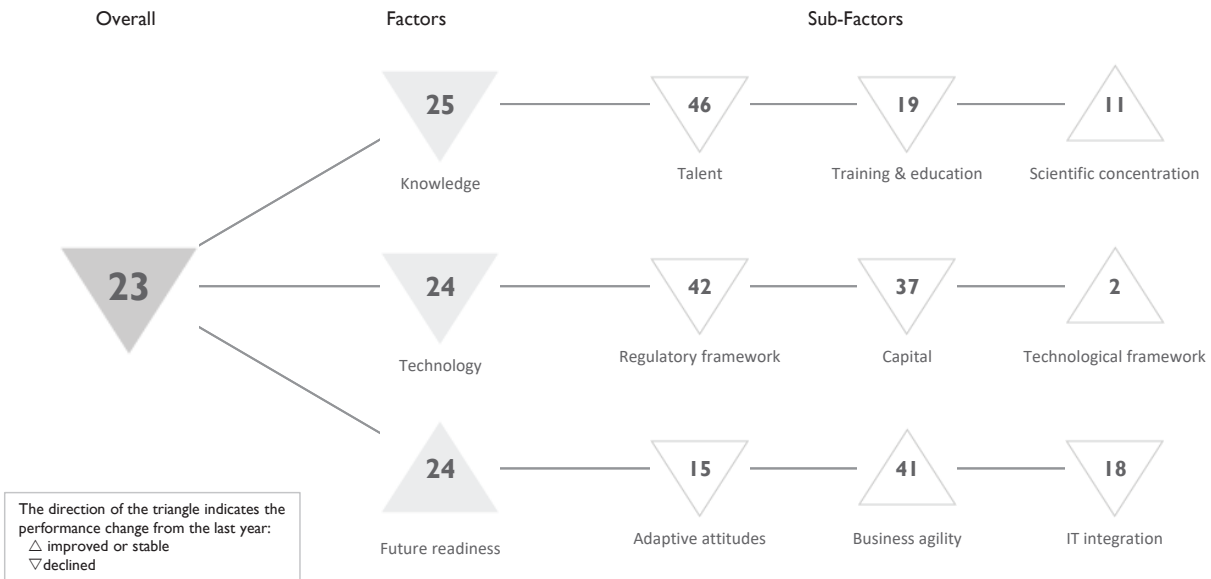 Overall
Factors
Sub-Factors
25
46
19
11
Knowledge
Talent
Training & education
Scientific concentration
23
24
42
37
2
Technology
Regulatory framework
Capital
Technological framework
24
15
41
18
Future readiness
Adaptive attitudes
Business agility
IT integration
The direction of the triangle indicates the
performance change from the last year:
△ improved or stable
▽ declined